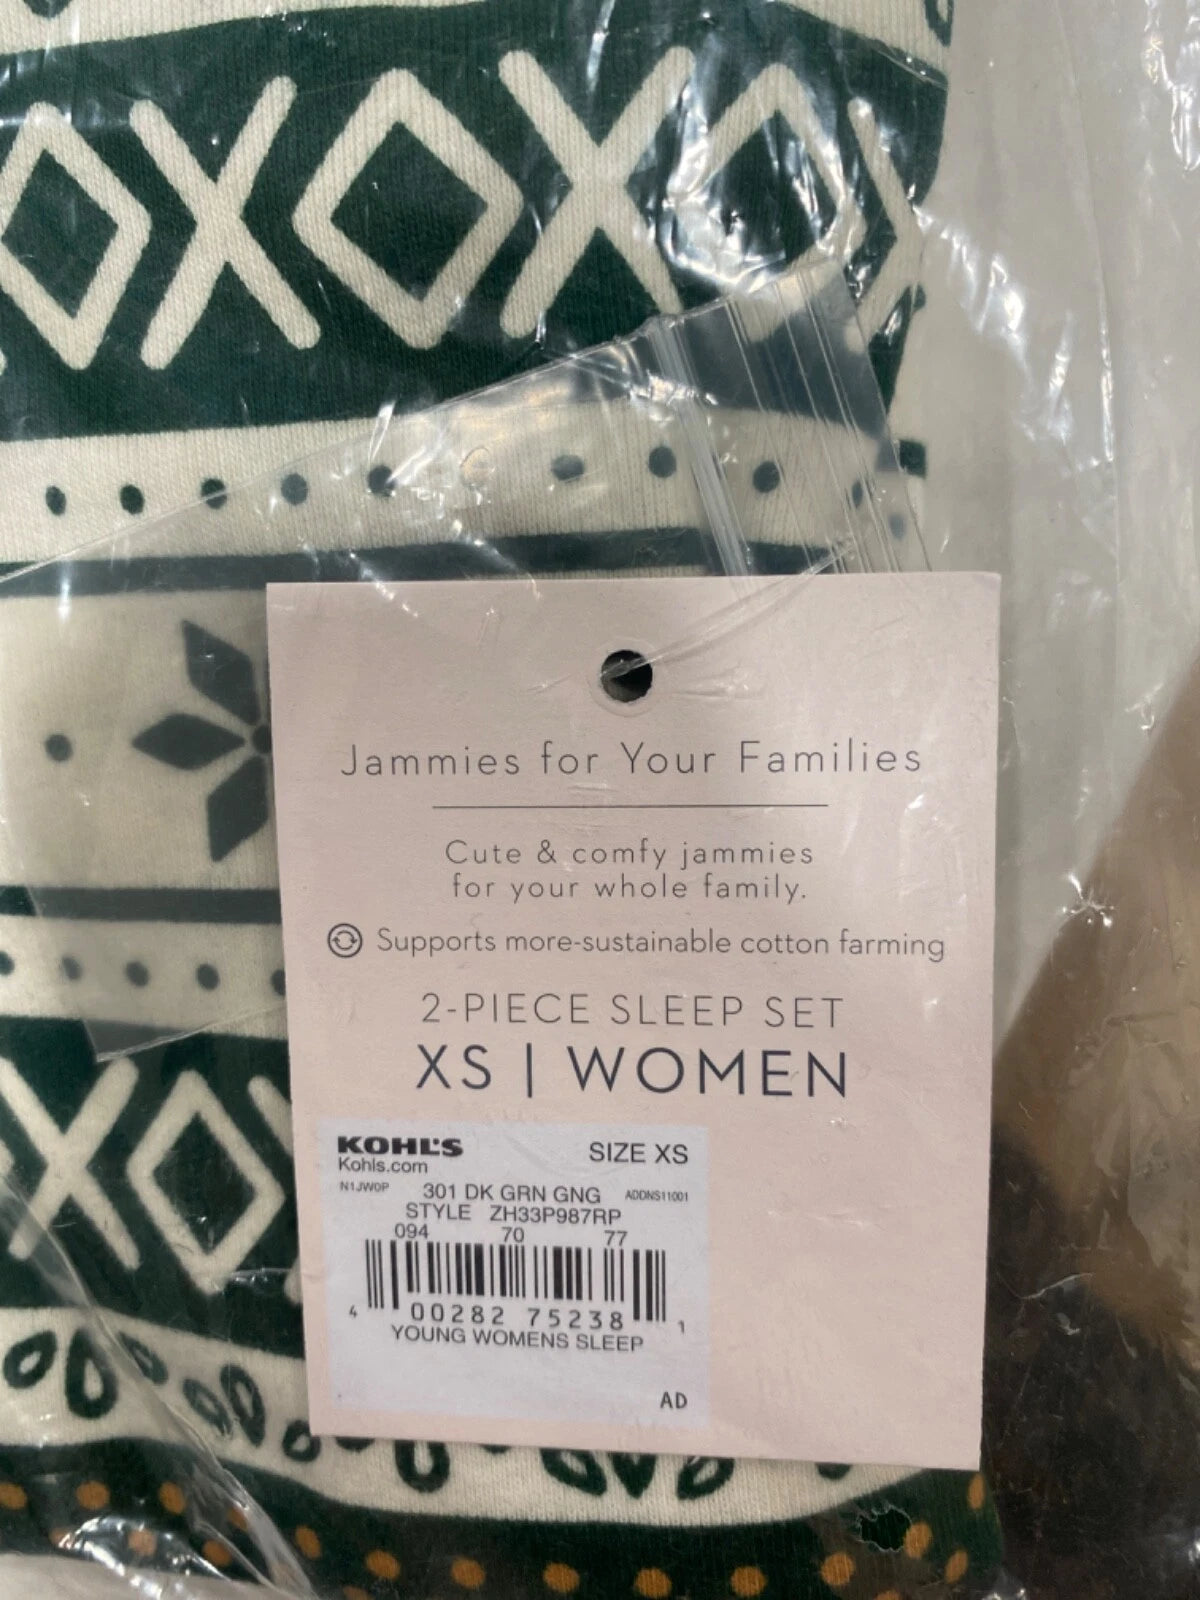 Jammies for Your Families
Cute & comfy jammies
for your whole family.
Supports more-sustainable cotton farming
2-PIECE SLEEP SET
XS | WOMEN
KOHL'S SIZE XS
Kohls.com
N1JW0P 301 DK GRN GNG ADDNS11001
STYLE ZH33P987RP
094 70 77
4 00282 75238 1
YOUNG WOMENS SLEEP
AD